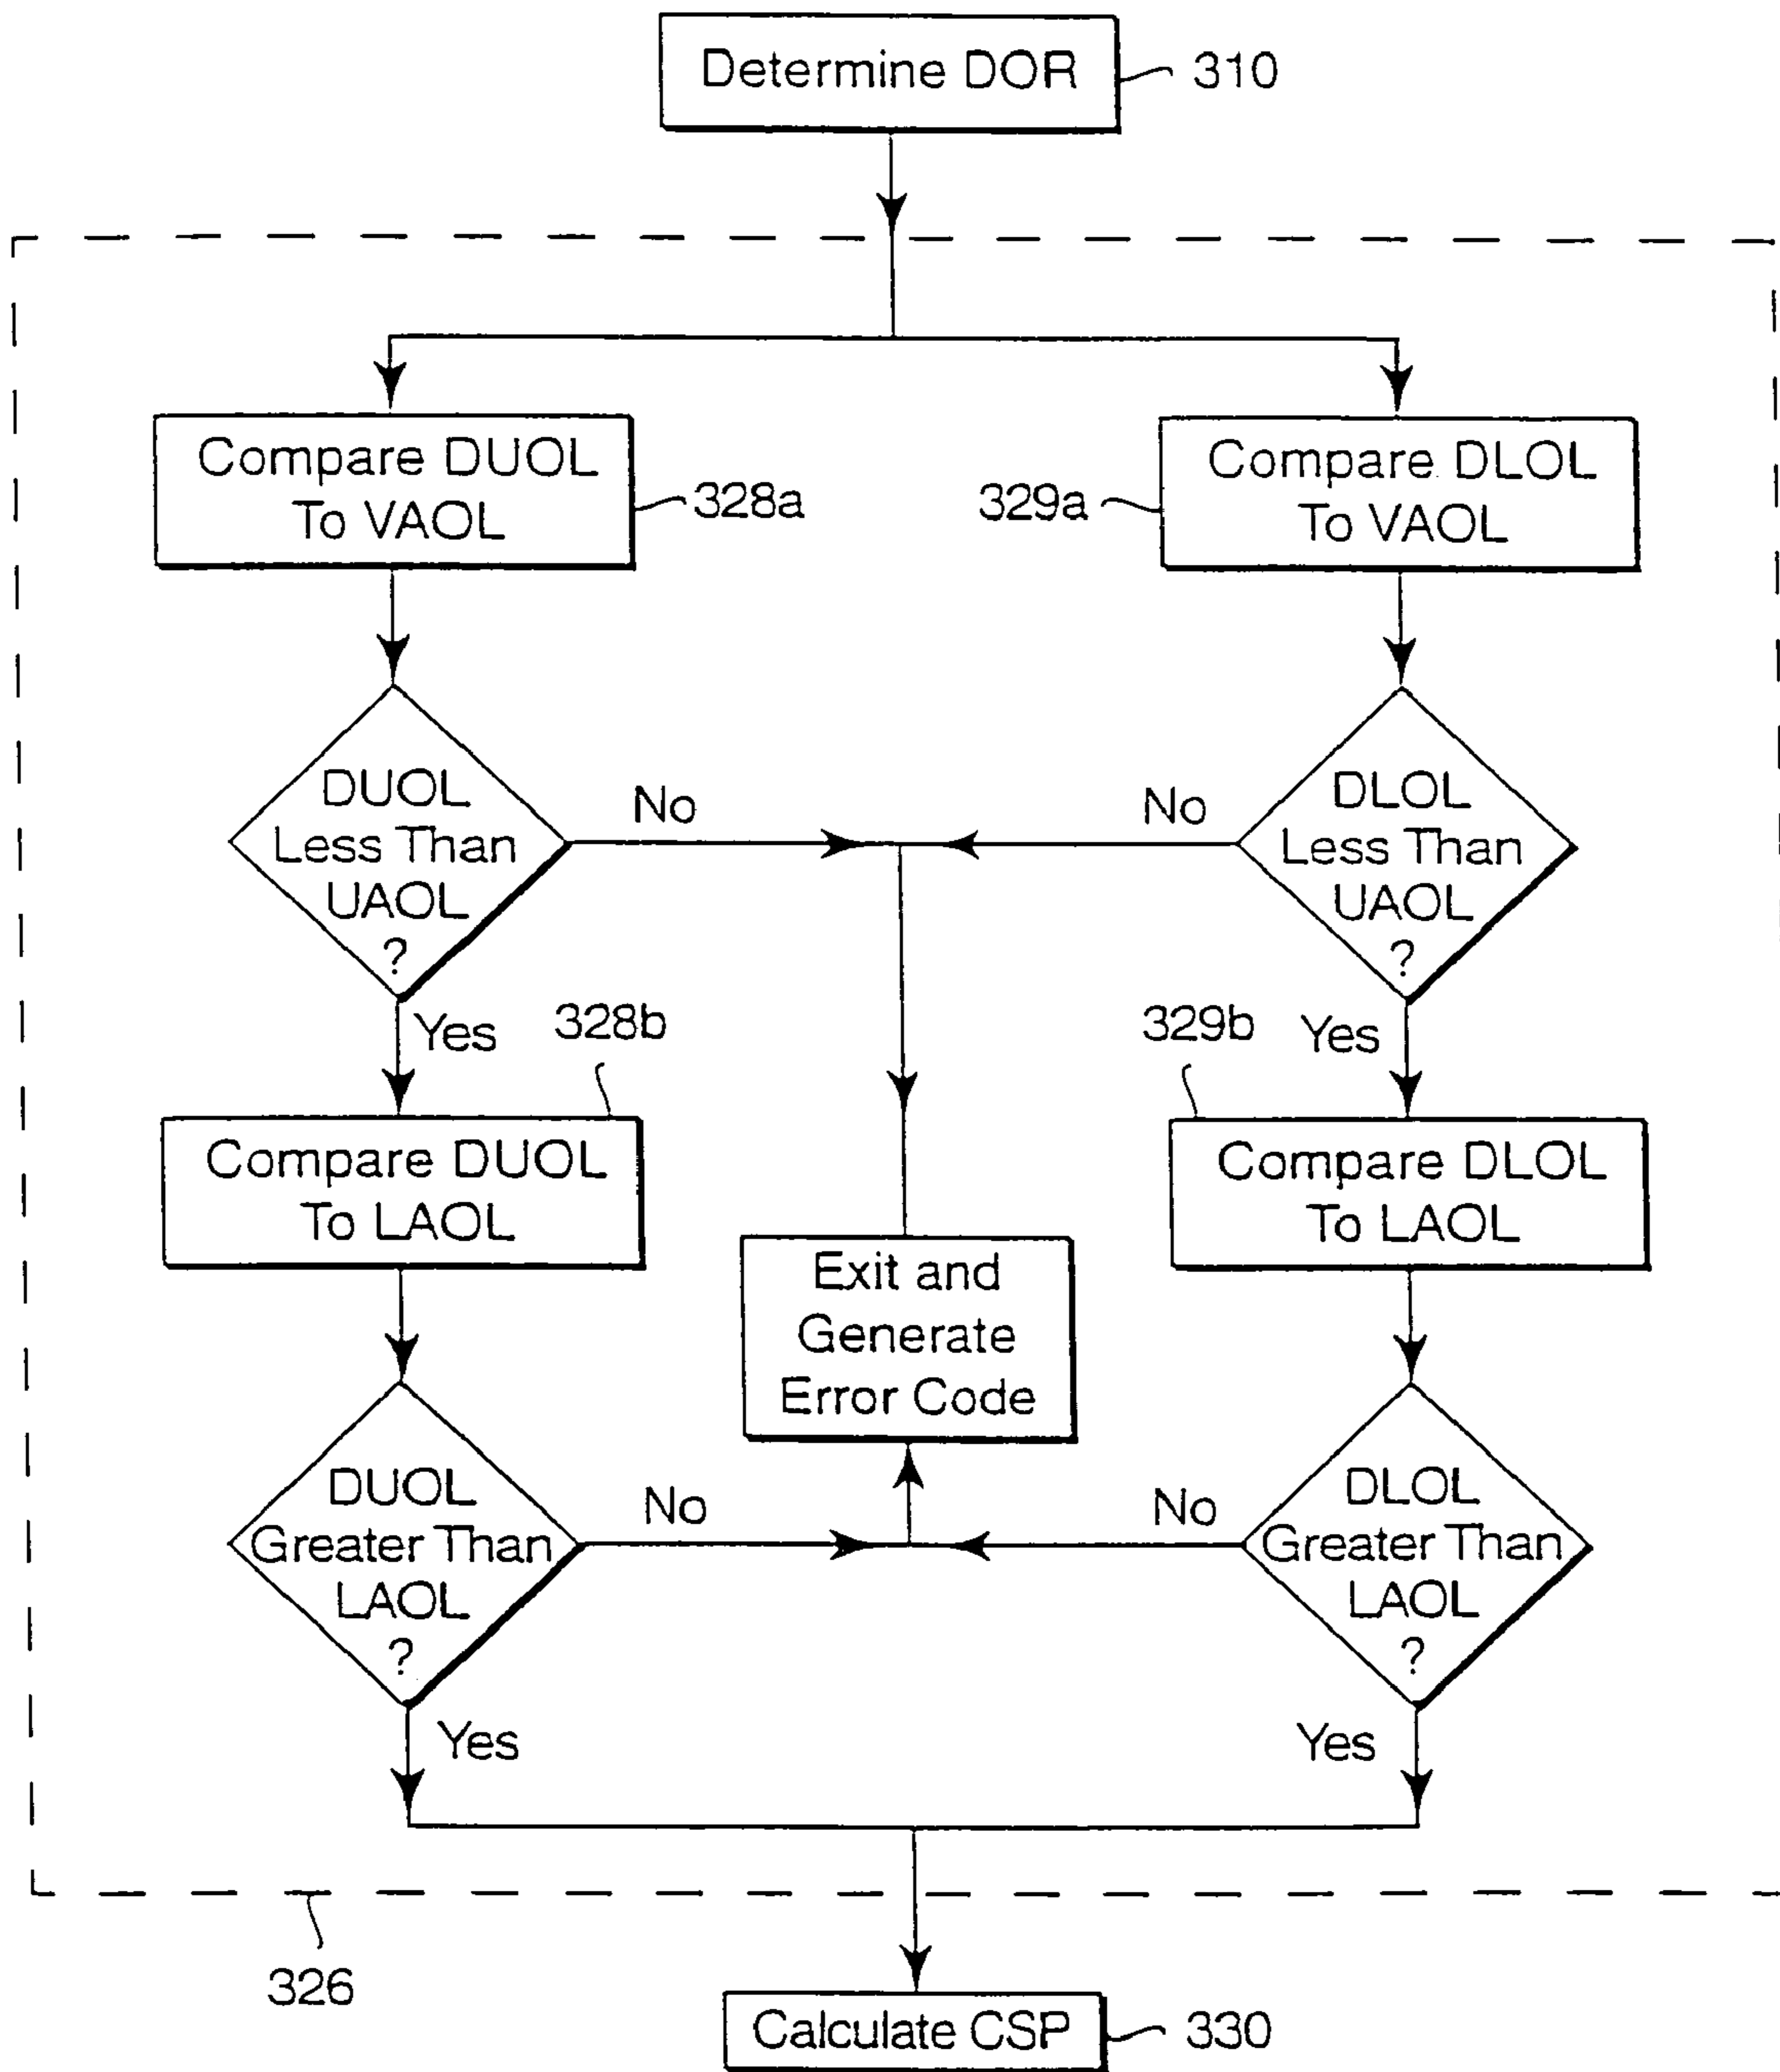 Determine DOR
310
Compare DUOL
To VAOL
328a
329a
Compare DLOL
To VAOL
DUOL
Less Than
UAOL
?
No
No
DLOL
Less Than
UAOL
?
Yes
328b
329b
Yes
Compare DUOL
To LAOL
Exit and
Generate
Error Code
Compare DLOL
To LAOL
DUOL
Greater Than
LAOL
?
No
No
DLOL
Greater Than
LAOL
?
Yes
Yes
326
Calculate CSP
330